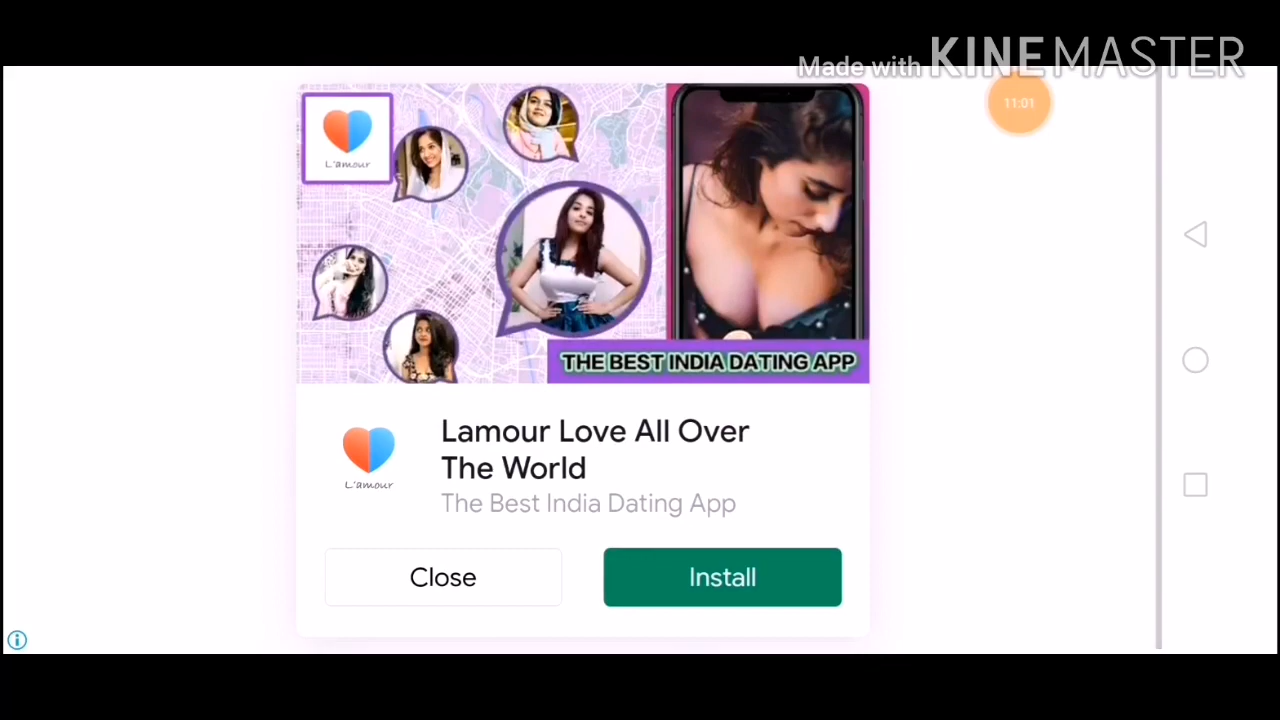 Made with KINEMASTER
11:01
L'amour
THE BEST INDIA DATING APP
Lamour Love All Over
The World
L'amour
The Best India Dating App
Close
Install